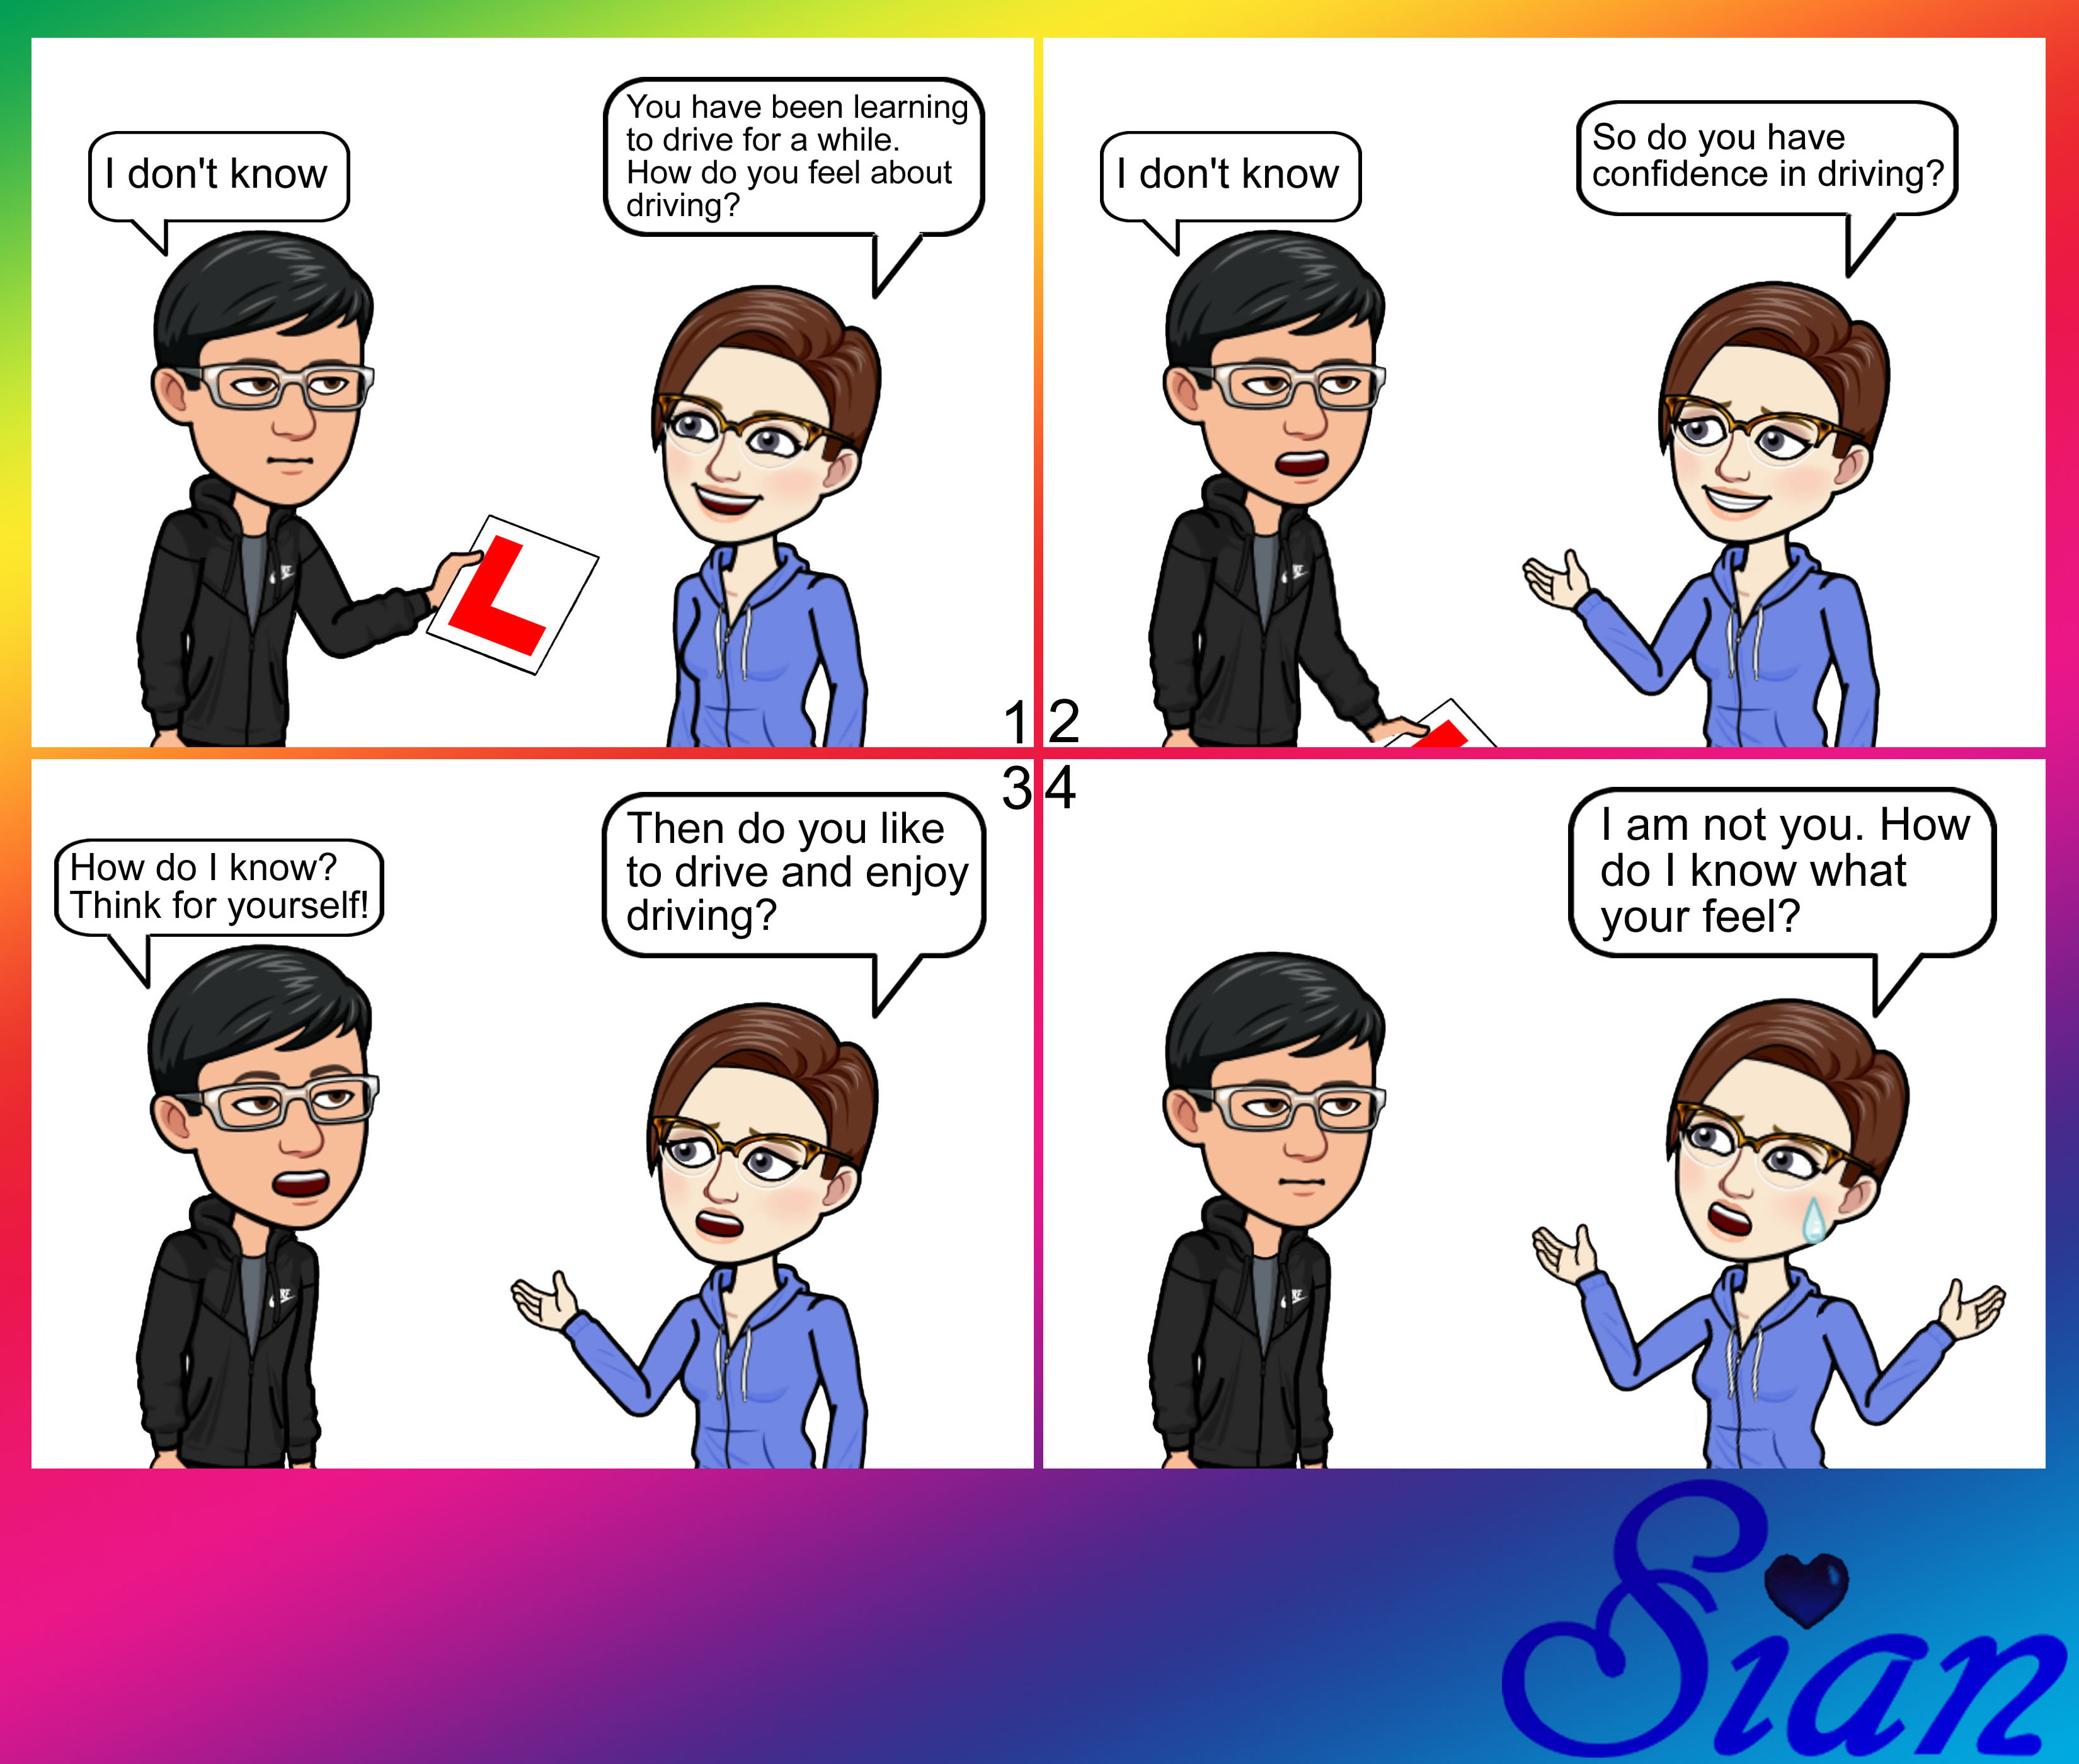 I don't know
You have been learning
to drive for a while.
How do you feel about
driving?
L
1
I don't know
So do you have
confidence in driving?
2
How do I know?
Think for yourself!
Then do you like
to drive and enjoy
driving?
3
4
I am not you. How
do I know what
your feel?
Sian